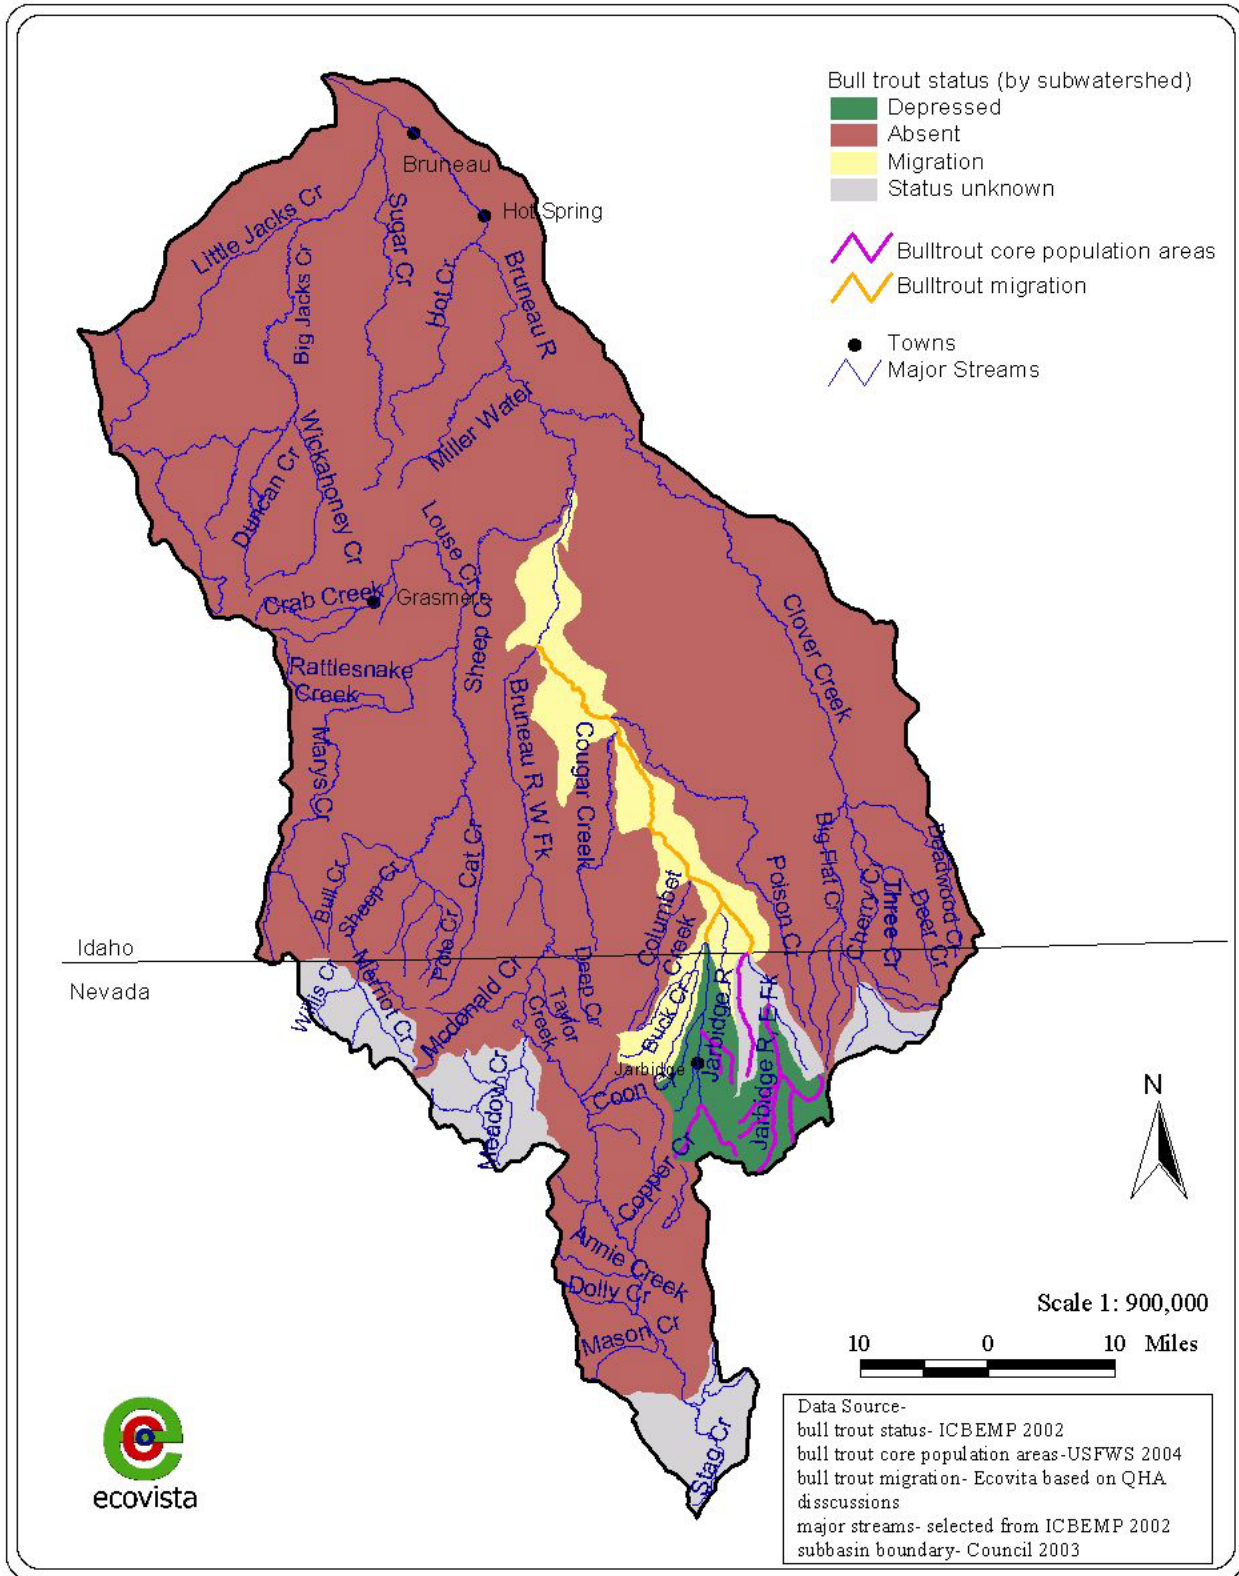 Bull trout status (by subwatershed)
Depressed
Absent
Migration
Status unknown
Bulltrout core population areas
Bulltrout migration
Towns
Major Streams
Bruneau
Hot Spring
Little Jacks Cr
Sugar Cr
Big Jacks Cr
Hot Cr
Bruneau R
Miller Water
Wickahoney Cr
Duncan Cr
Louse Cr
Crab Creek
Grasmere
Sheep Cr
Clover Creek
Rattlesnake
Creek
Bruneau R, W Fk
Marys Cr
Cougar Creek
Cat Cr
Big Flat Cr
Deadwood Cr
Bull Cr
Sheep Cr
Pole Cr
Columbet
Creek
Poison Cr
Cherry Cr
Three Cr
Deer Cr
Idaho
Nevada
Willis Cr
Merriot Cr
Mcdonald Cr
Taylor
Creek
Deep Cr
Buck Cr
Jarbidge R
Jarbidge R, E Fk
Jarbidge
Meadow Cr
Coon Cr
Copper Cr
Annie Creek
Dolly Cr
Mason Cr
Stag Cr
N
Scale 1: 900,000
10 0 10 Miles
Data Source-
bull trout status- ICBEMP 2002
bull trout core population areas-USFWS 2004
bull trout migration- Ecovita based on QHA
disscussions
major streams- selected from ICBEMP 2002
subbasin boundary- Council 2003
ecovista